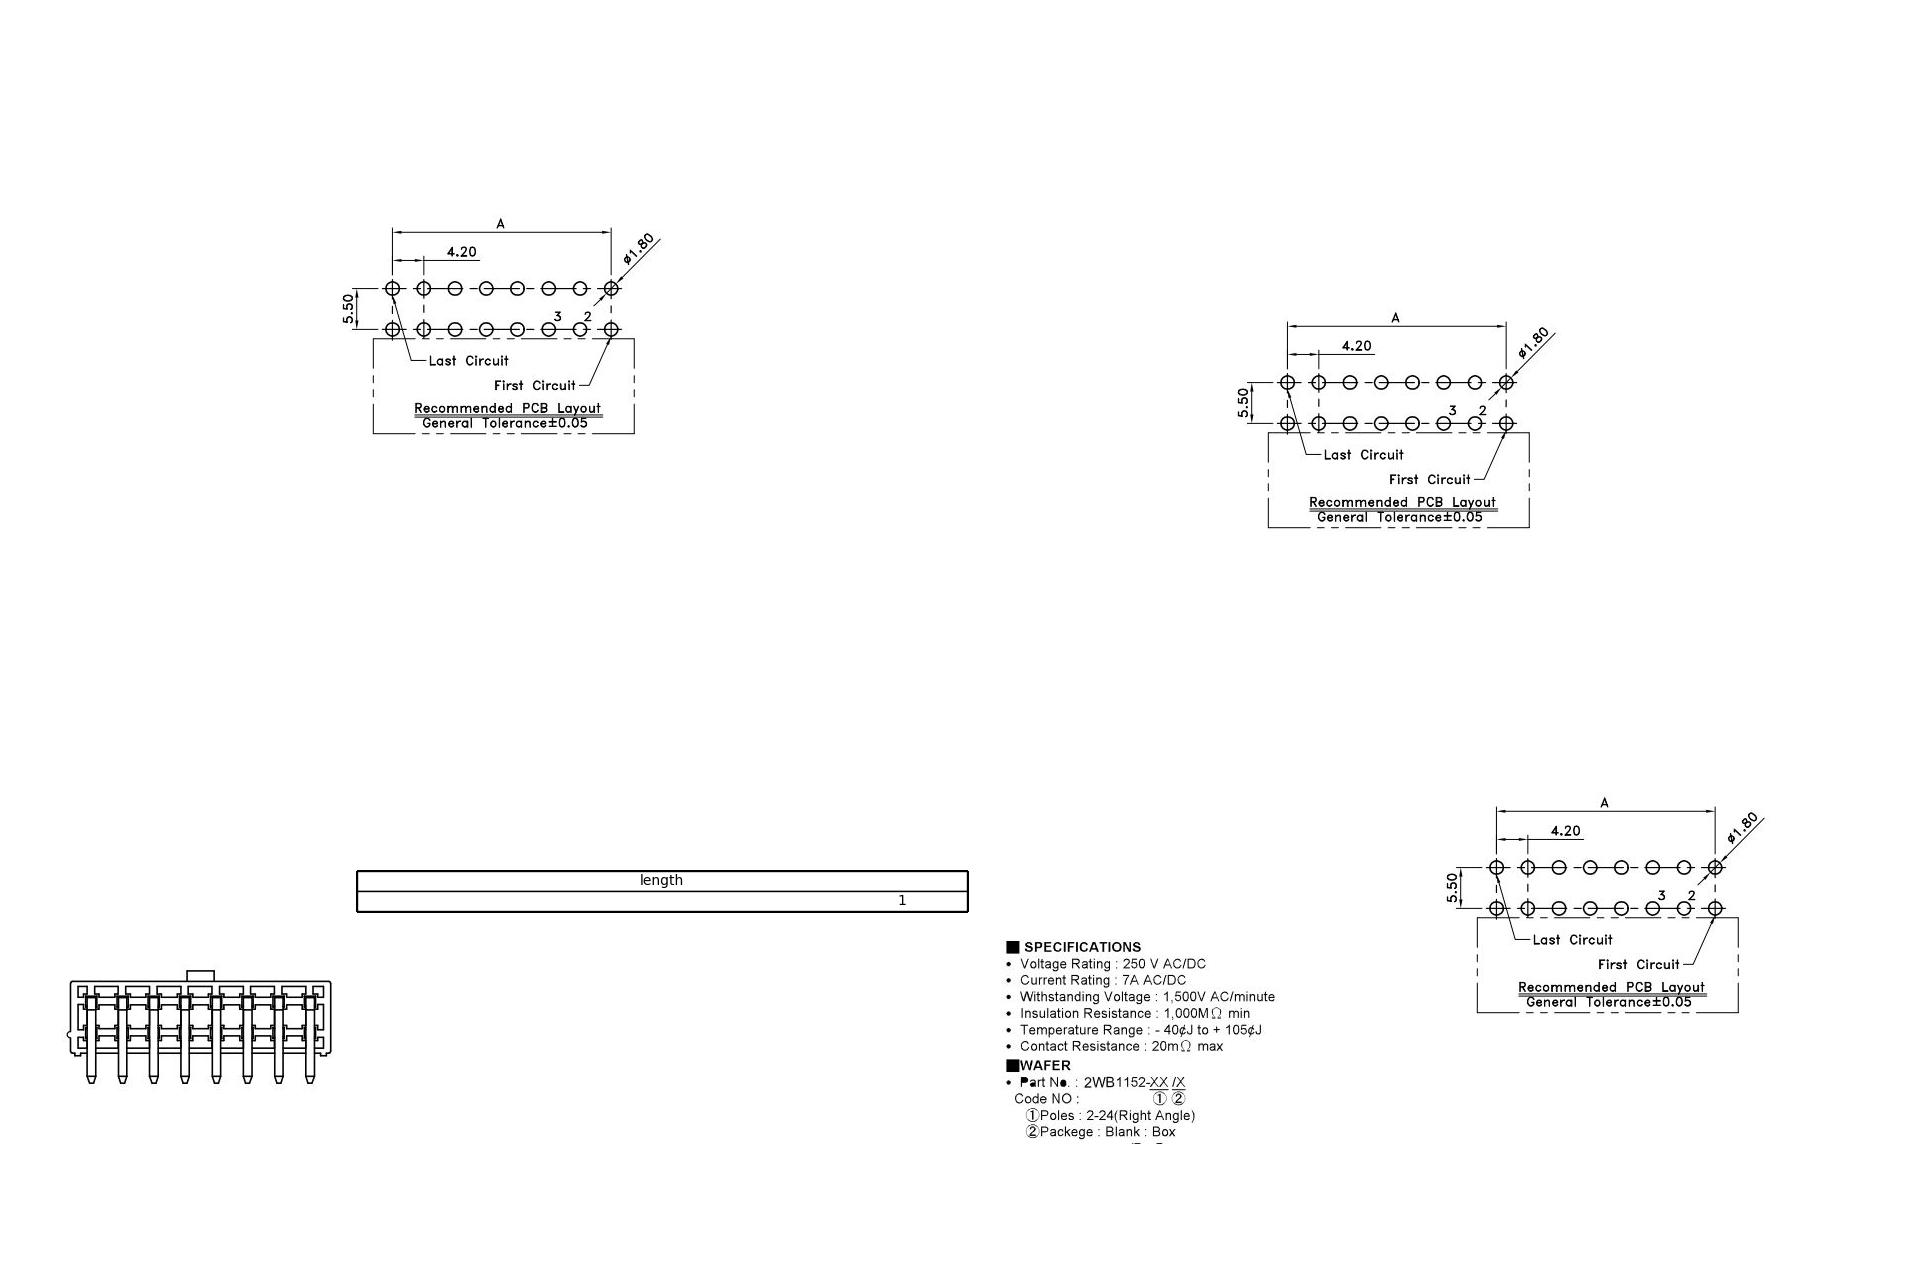 A
4.20
ø1.80
5.50
3 2
Last Circuit
First Circuit
Recommended PCB Layout
General Tolerance±0.05
A
4.20
ø1.80
5.50
3 2
Last Circuit
First Circuit
Recommended PCB Layout
General Tolerance±0.05
A
4.20
ø1.80
5.50
3 2
Last Circuit
First Circuit
Recommended PCB Layout
General Tolerance±0.05
length
1
■ SPECIFICATIONS
• Voltage Rating : 250 V AC/DC
• Current Rating : 7A AC/DC
• Withstanding Voltage : 1,500V AC/minute
• Insulation Resistance : 1,000MΩ min
• Temperature Range : - 40¢J to + 105¢J
• Contact Resistance : 20mΩ max
■WAFER
• Part No. : 2WB1152-XX /X
Code NO : ① ②
①Poles : 2-24(Right Angle)
②Packege : Blank : Box